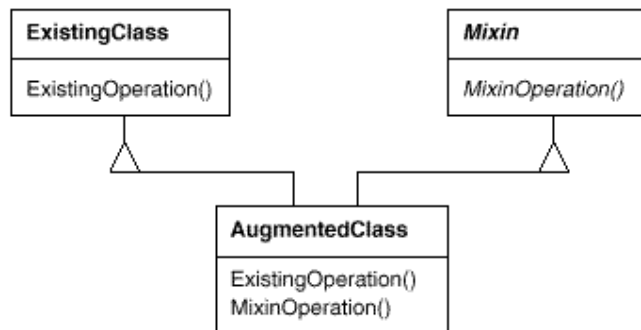 ExistingClass
ExistingOperation()
Mixin
MixinOperation()
AugmentedClass
ExistingOperation()
MixinOperation()